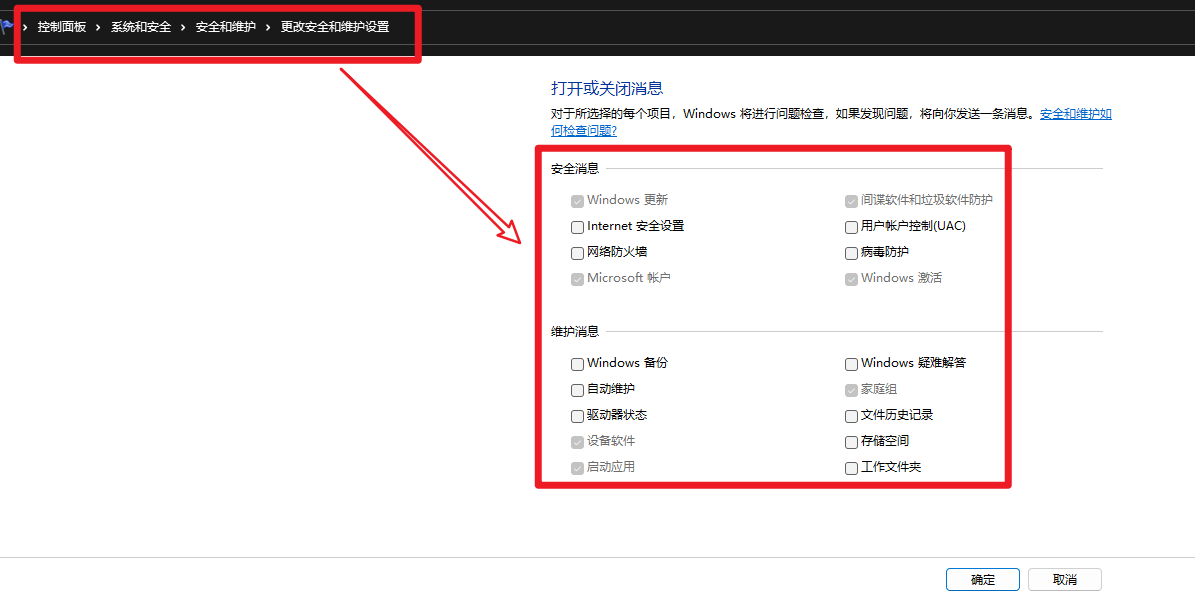 控制面板 › 系统和安全 › 安全和维护 › 更改安全和维护设置
打开或关闭消息
对于所选择的每个项目，Windows 将进行问题检查，如果发现问题，将向你发送一条消息。安全和维护如
何检查问题?
安全消息
Windows 更新
间谍软件和垃圾软件防护
Internet 安全设置
用户帐户控制(UAC)
网络防火墙
病毒防护
Microsoft 帐户
Windows 激活
维护消息
Windows 备份
Windows 疑难解答
自动维护
家庭组
驱动器状态
文件历史记录
设备软件
存储空间
启动应用
工作文件夹
确定
取消